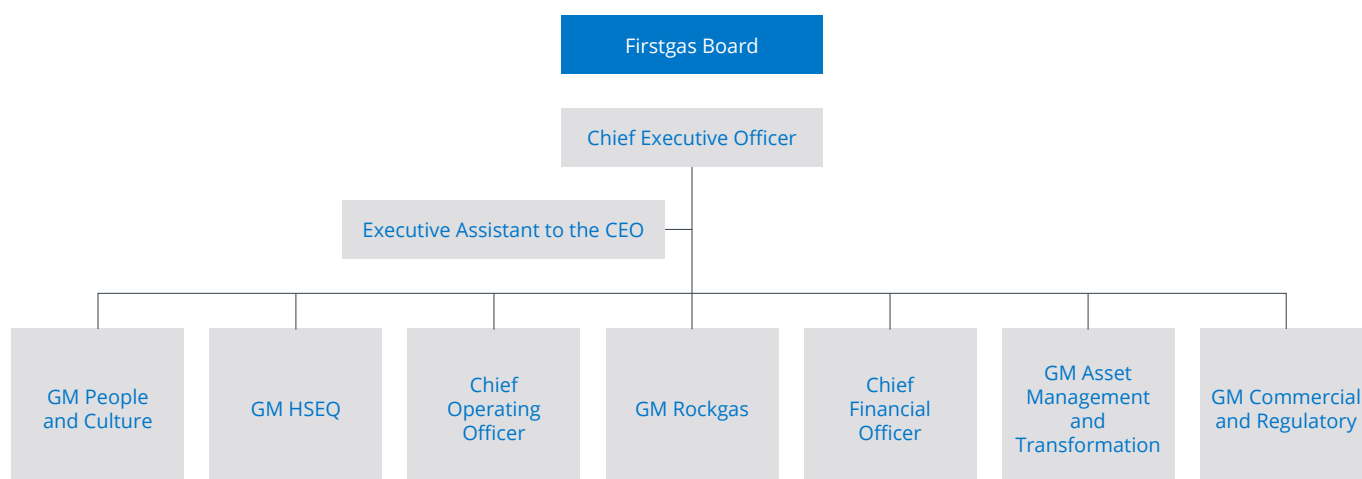 Firstgas Board
Chief Executive Officer
Executive Assistant to the CEO
GM People
and Culture
GM HSEQ
Chief
Operating
Officer
GM Rockgas
Chief
Financial
Officer
GM Asset
Management
and
Transformation
GM Commercial
and Regulatory